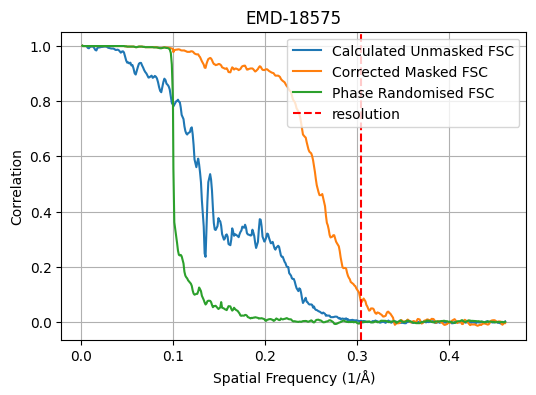 EMD-18575
Calculated Unmasked FSC
Corrected Masked FSC
Phase Randomised FSC
resolution
Correlation
1.0
0.8
0.6
0.4
0.2
0.0
0.0 0.1 0.2 0.3 0.4
Spatial Frequency (1/Å)